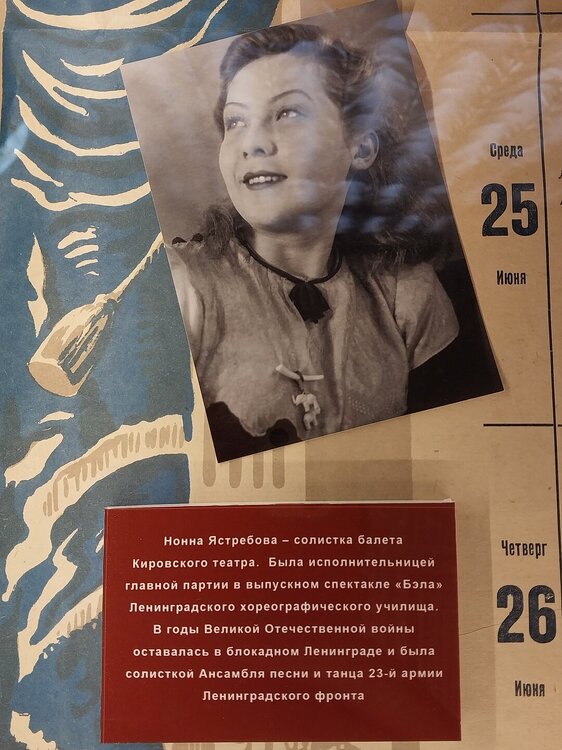 Среда
25
Июня
Четверг
26
Июня
Нонна Ястребова – солистка балета
Кировского театра. Была исполнительницей
главной партии в выпускном спектакле «Бэла»
Ленинградского хореографического училища.
В годы Великой Отечественной войны
оставалась в блокадном Ленинграде и была
солисткой Ансамбля песни и танца 23-й армии
Ленинградского фронта